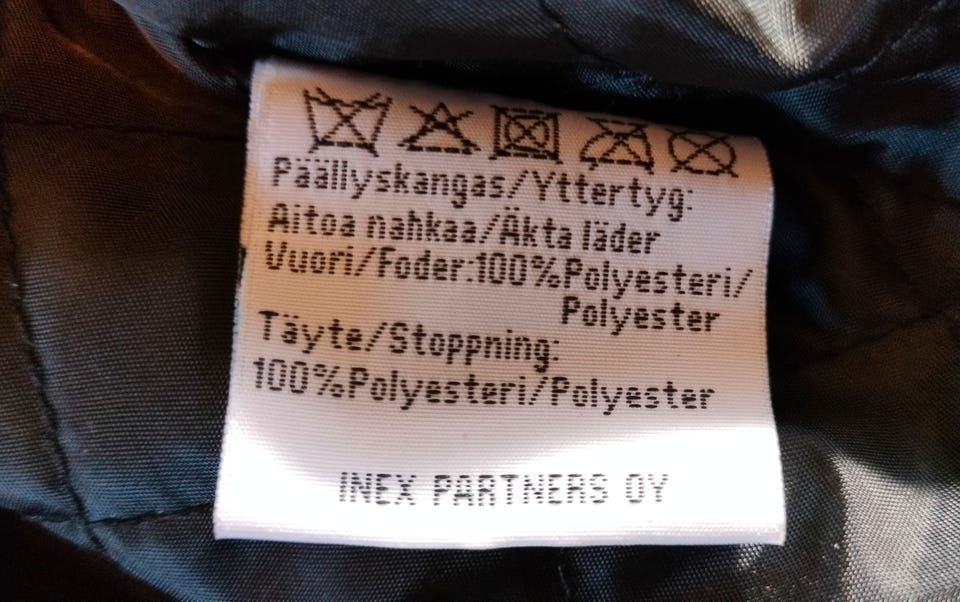 Päällyskangas/Yttertyg:
Aitoa nahkaa/Äkta läder
Vuori/Foder:100%Polyesteri/
Polyester
Täyte/Stoppning:
100%Polyesteri/Polyester
INEX PARTNERS OY